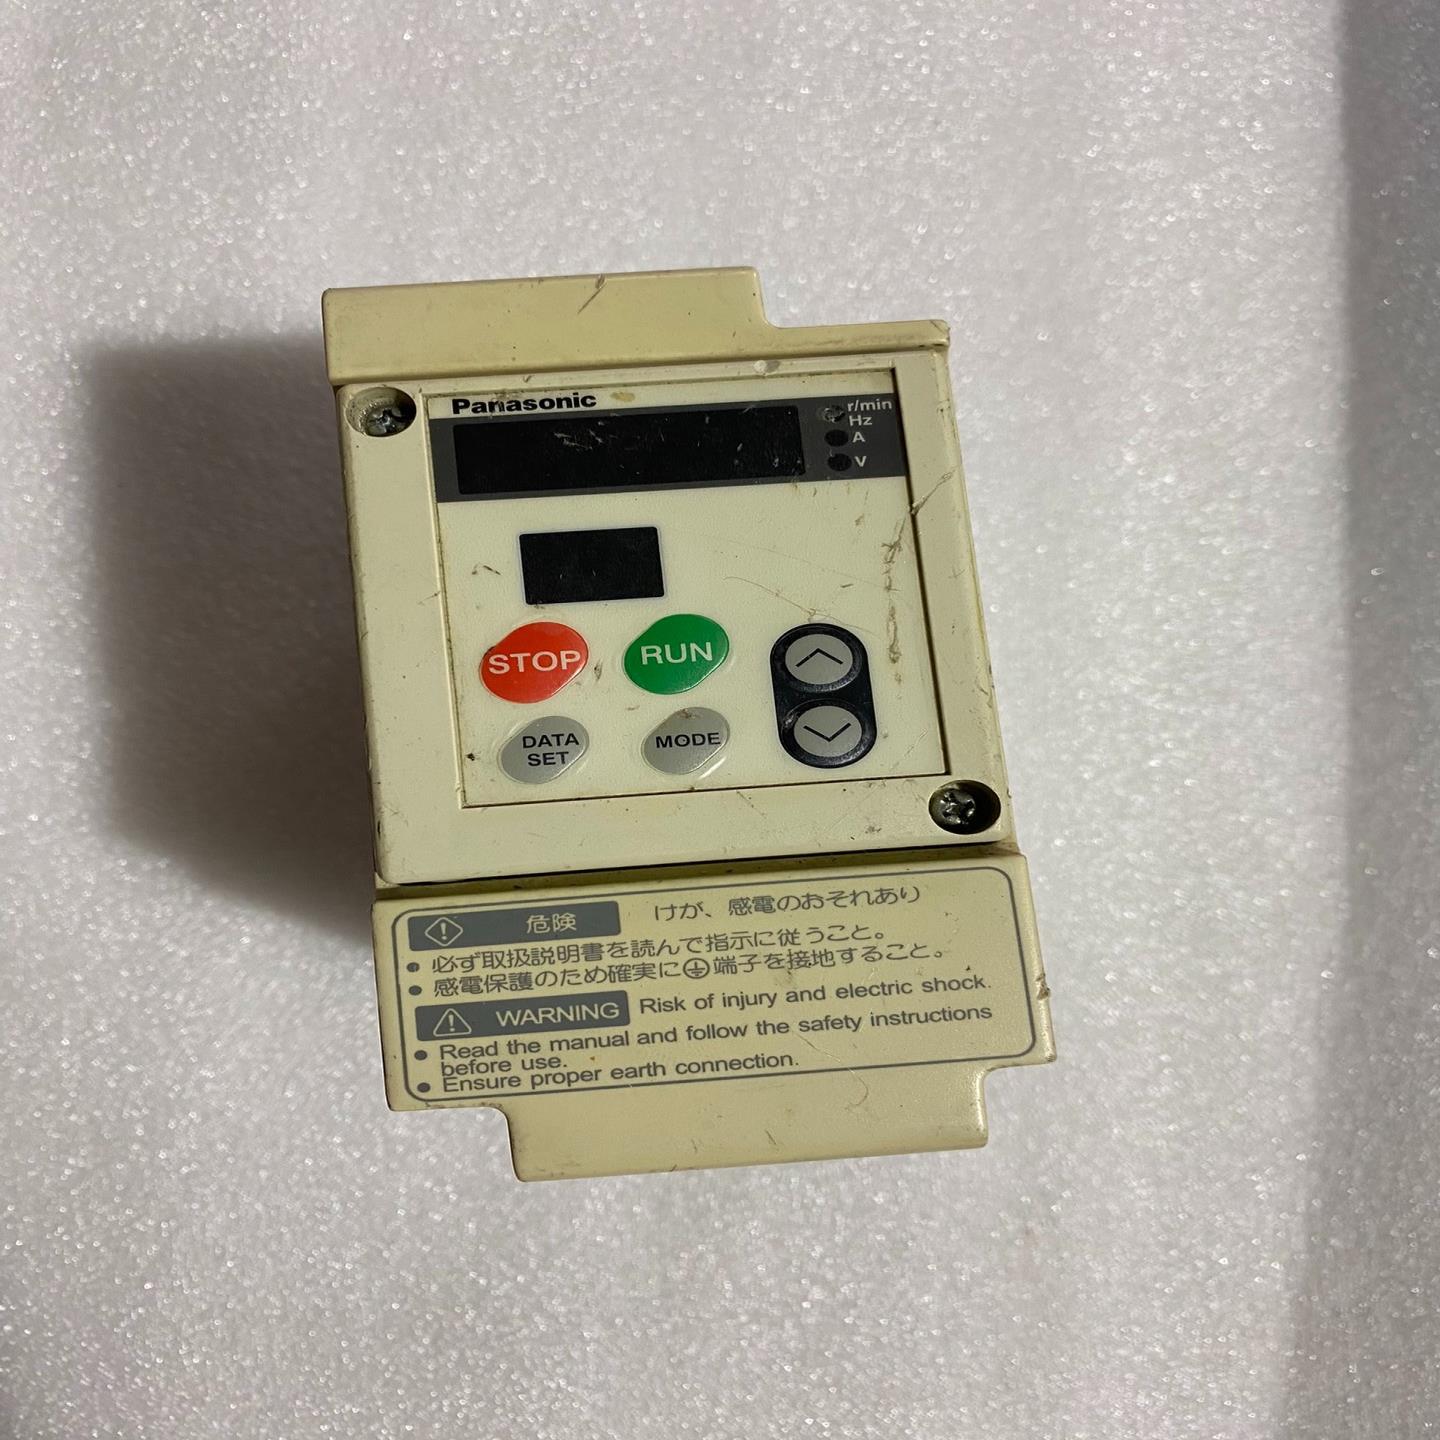 Panasonic
r/min
Hz
A
V
STOP
RUN
DATA
SET
MODE
危険 けが、感電のおそれあり
● 必ず取扱説明書を読んで指示に従うこと。
● 感電保護のため確実に⏚端子を接地すること。
WARNING Risk of injury and electric shock.
● Read the manual and follow the safety instructions
before use.
● Ensure proper earth connection.